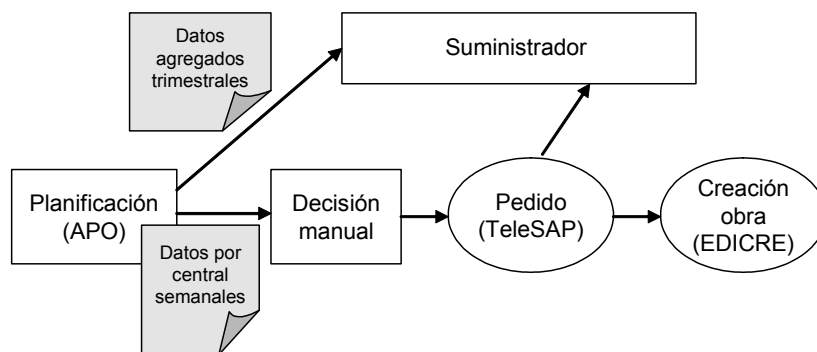 Datos
agregados
trimestrales
Suministrador
Planificación
(APO)
Decisión
manual
Pedido
(TeleSAP)
Creación
obra
(EDICRE)
Datos por
central
semanales